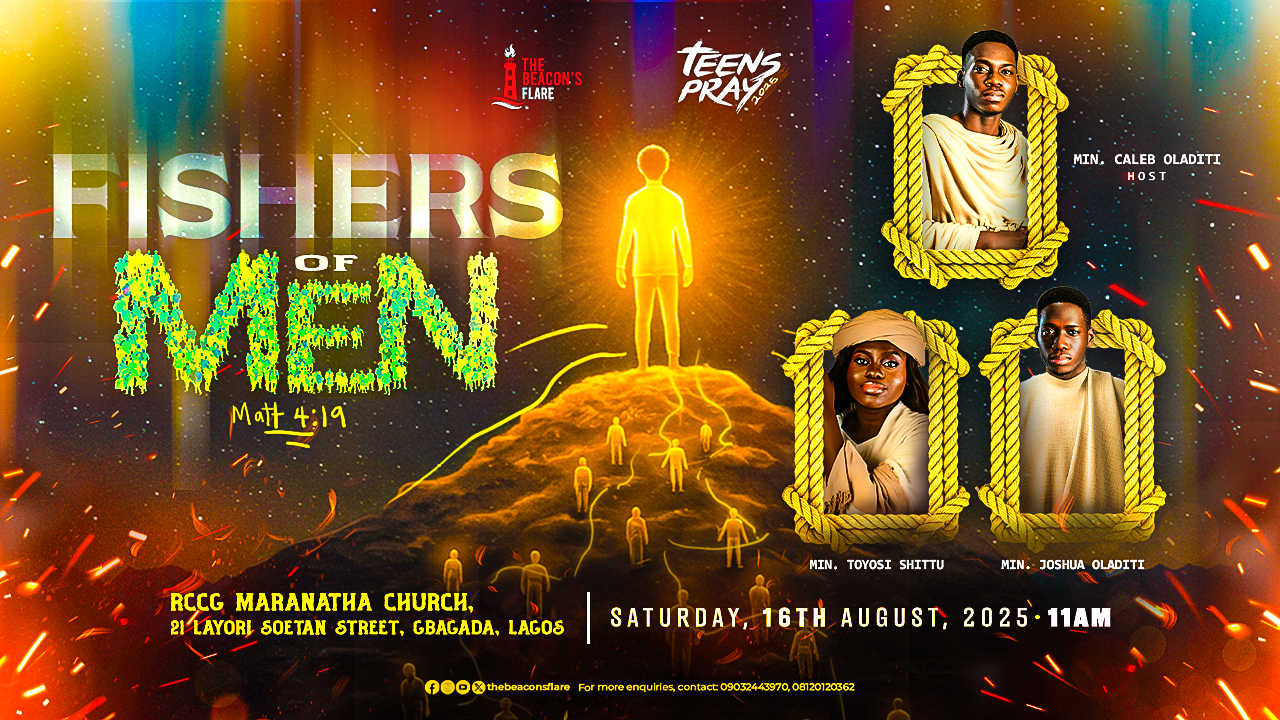 THE
BEACON'S
FLARE
TEENS
PRAY
2025
FISHERS
OF
MEN
Matt 4:19
MIN. CALEB OLADITI
HOST
MIN. TOYOSI SHITTU
MIN. JOSHUA OLADITI
RCCG MARANATHA CHURCH,
21 LAYORI SOETAN STREET, GBAGADA, LAGOS
SATURDAY, 16TH AUGUST, 2025·11AM
thebeaconsflare For more enquiries, contact: 09032443970, 08120120362